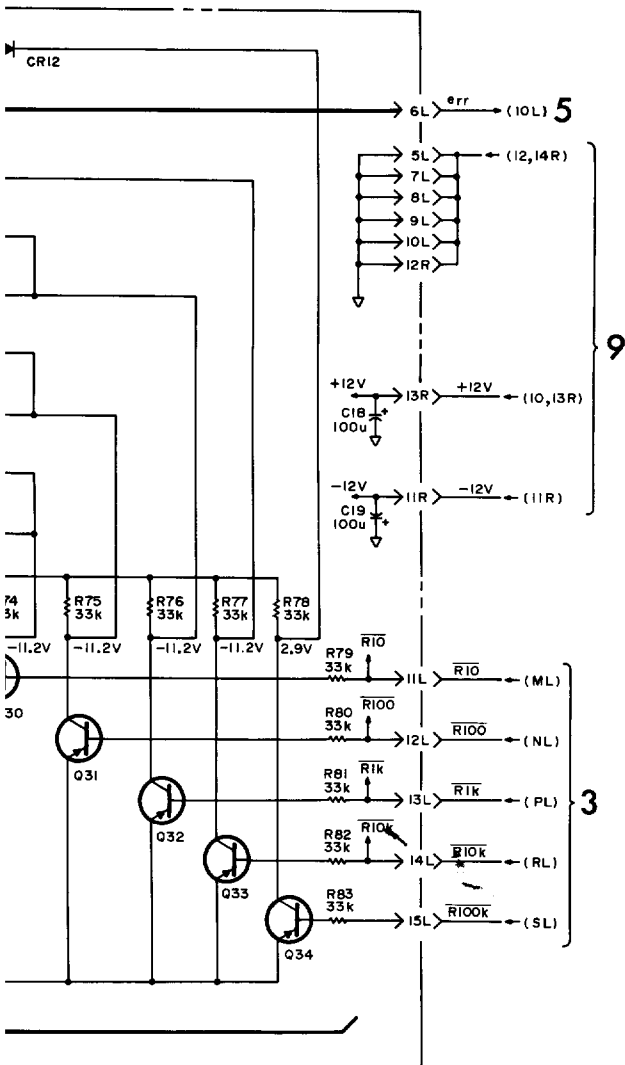 CR12
6L err (10L) 5
5L (12,14R)
7L
8L
9L
10L
12R
9
+12V 13R +12V (10,13R)
C18 +
100u
-12V 11R -12V (11R)
C19 +
100u
74 R75 R76 R77 R78
3k 33k 33k 33k 33k
-11.2V -11.2V -11.2V -11.2V 2.9V
R79 R10
33k 11L R10 (ML)
30
R80 R100
33k 12L R100 (NL)
Q31
R81 R1k
33k 13L R1k (PL)
3
Q32
R82 R10k
33k 14L R10k (RL)
Q33
R83
33k 15L R100k (SL)
Q34